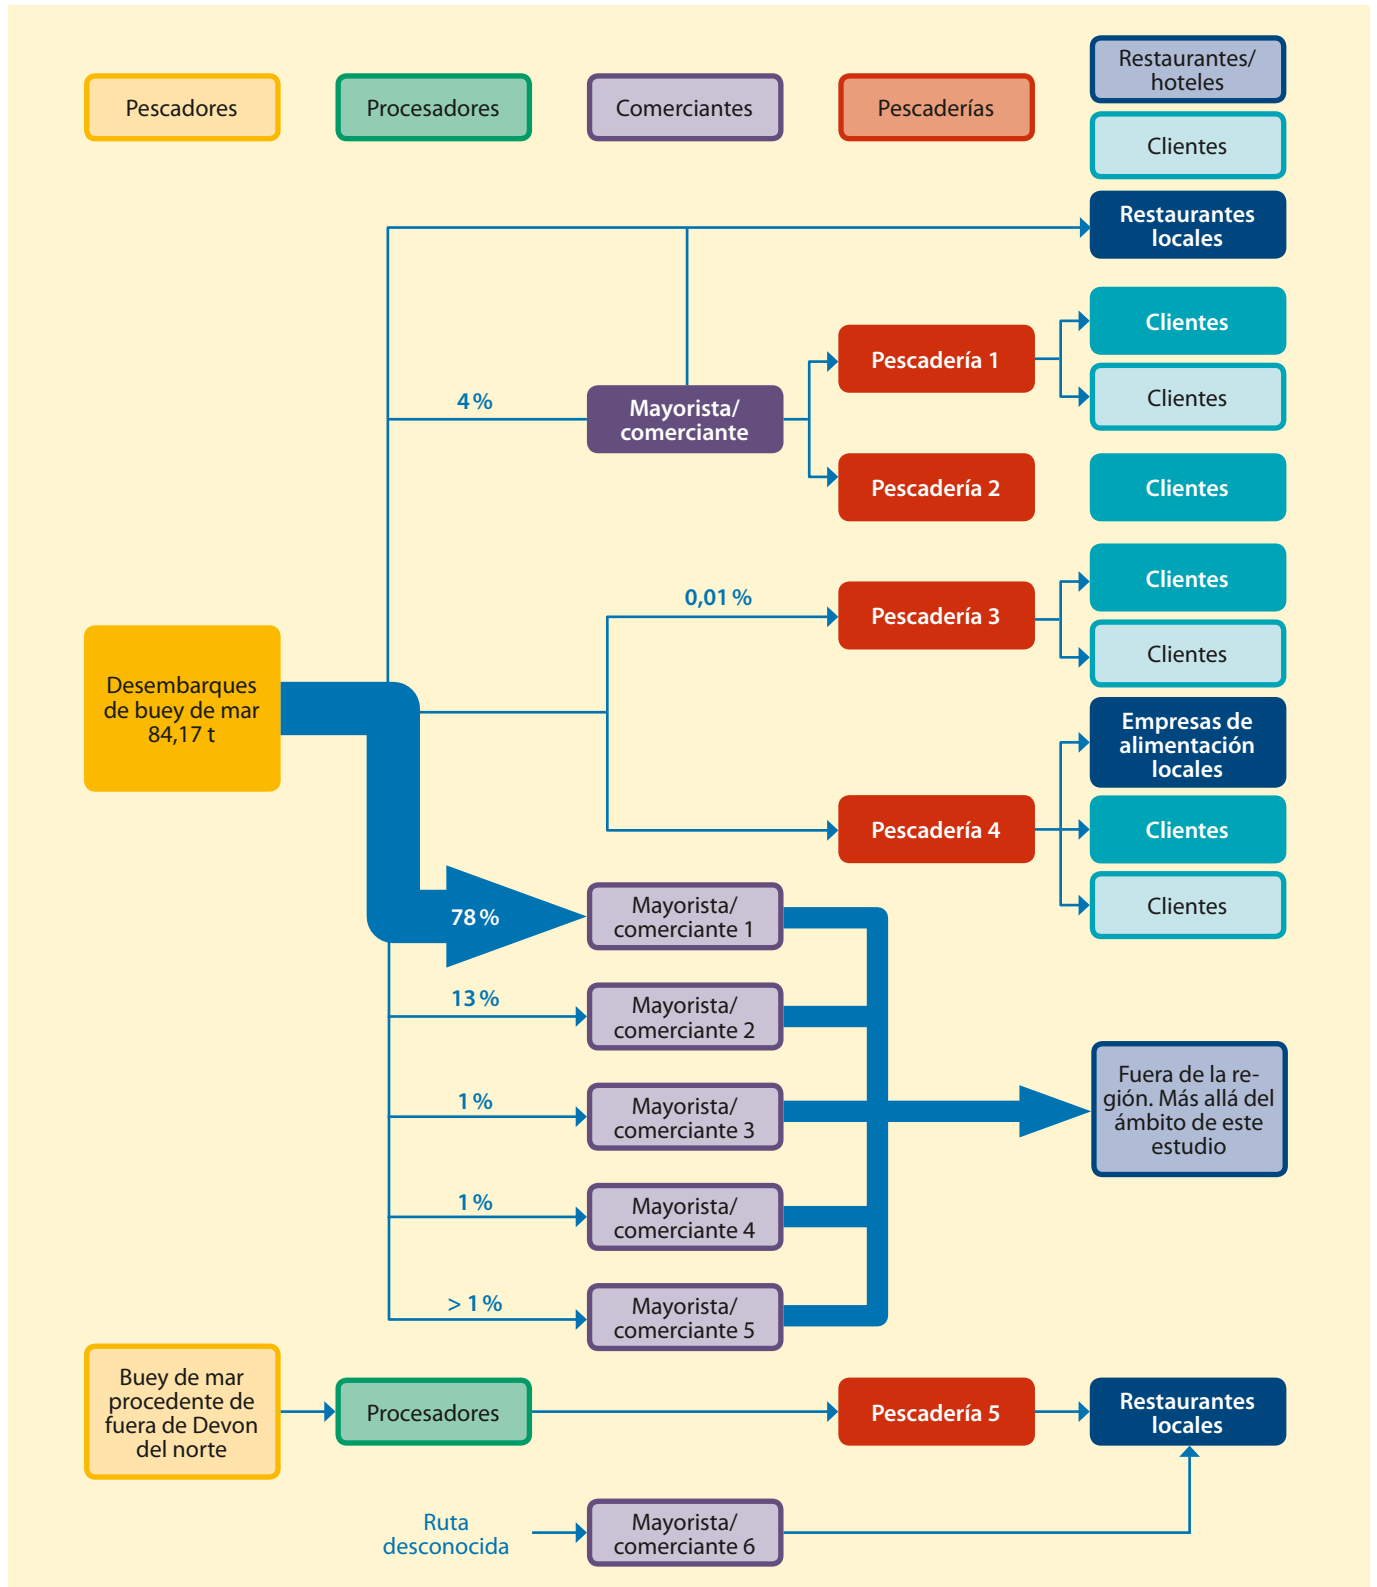 Pescadores
Procesadores
Comerciantes
Pescaderías
Restaurantes/
hoteles
Clientes
Restaurantes
locales
Clientes
Pescadería 1
Clientes
4 %
Mayorista/
comerciante
Pescadería 2
Clientes
0,01 %
Pescadería 3
Clientes
Clientes
Desembarques
de buey de mar
84,17 t
Empresas de
alimentación
locales
Pescadería 4
Clientes
Clientes
78 %
Mayorista/
comerciante 1
13 %
Mayorista/
comerciante 2
1 %
Mayorista/
comerciante 3
Fuera de la re-
gión. Más allá del
ámbito de este
estudio
1 %
Mayorista/
comerciante 4
> 1 %
Mayorista/
comerciante 5
Buey de mar
procedente de
fuera de Devon
del norte
Procesadores
Pescadería 5
Restaurantes
locales
Ruta
desconocida
Mayorista/
comerciante 6